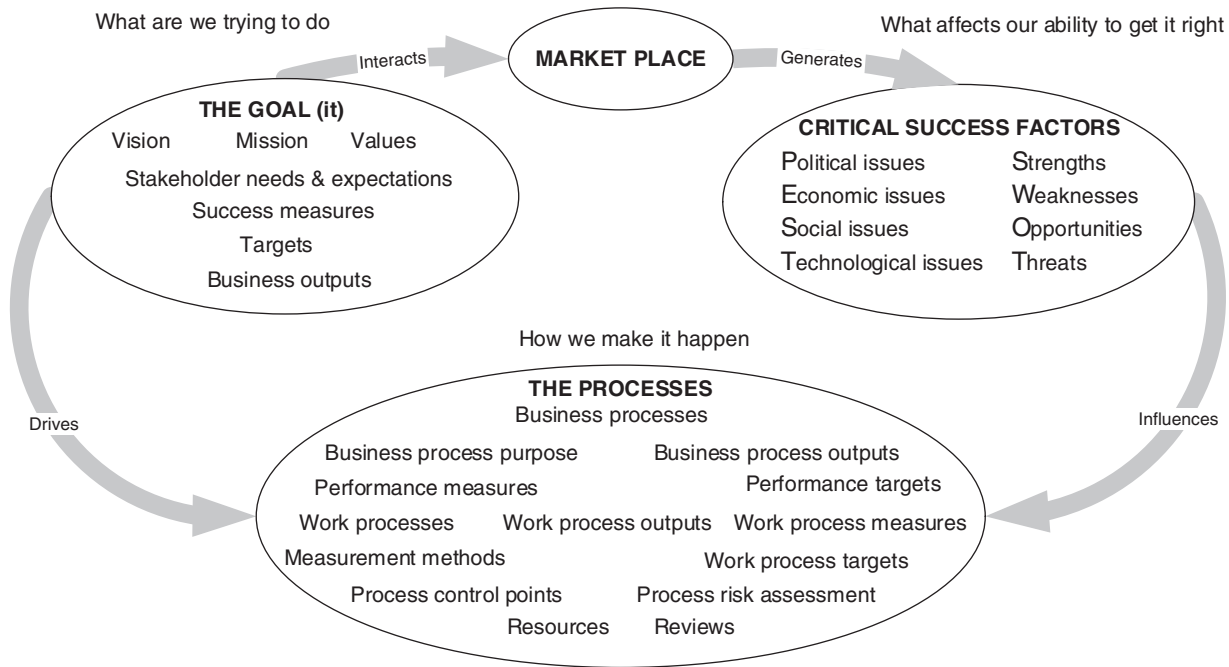 What are we trying to do
What affects our ability to get it right
Interacts
MARKET PLACE
Generates
THE GOAL (it)
Vision Mission Values
Stakeholder needs & expectations
Success measures
Targets
Business outputs
CRITICAL SUCCESS FACTORS
Political issues Strengths
Economic issues Weaknesses
Social issues Opportunities
Technological issues Threats
How we make it happen
Drives
Influences
THE PROCESSES
Business processes
Business process purpose Business process outputs
Performance measures Performance targets
Work processes Work process outputs Work process measures
Measurement methods Work process targets
Process control points Process risk assessment
Resources Reviews